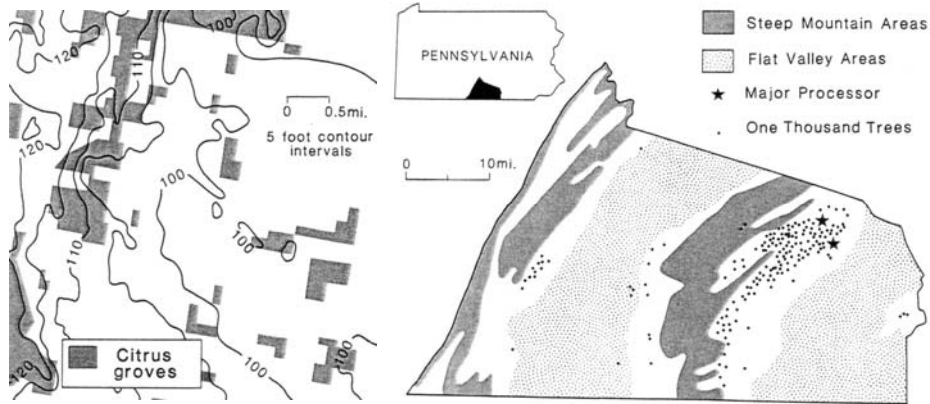 100
120
110
0 0.5mi.
5 foot contour
intervals
120
100
100
110
100
100
100
120
Citrus
groves
PENNSYLVANIA
0 10mi.
Steep Mountain Areas
Flat Valley Areas
Major Processor
One Thousand Trees